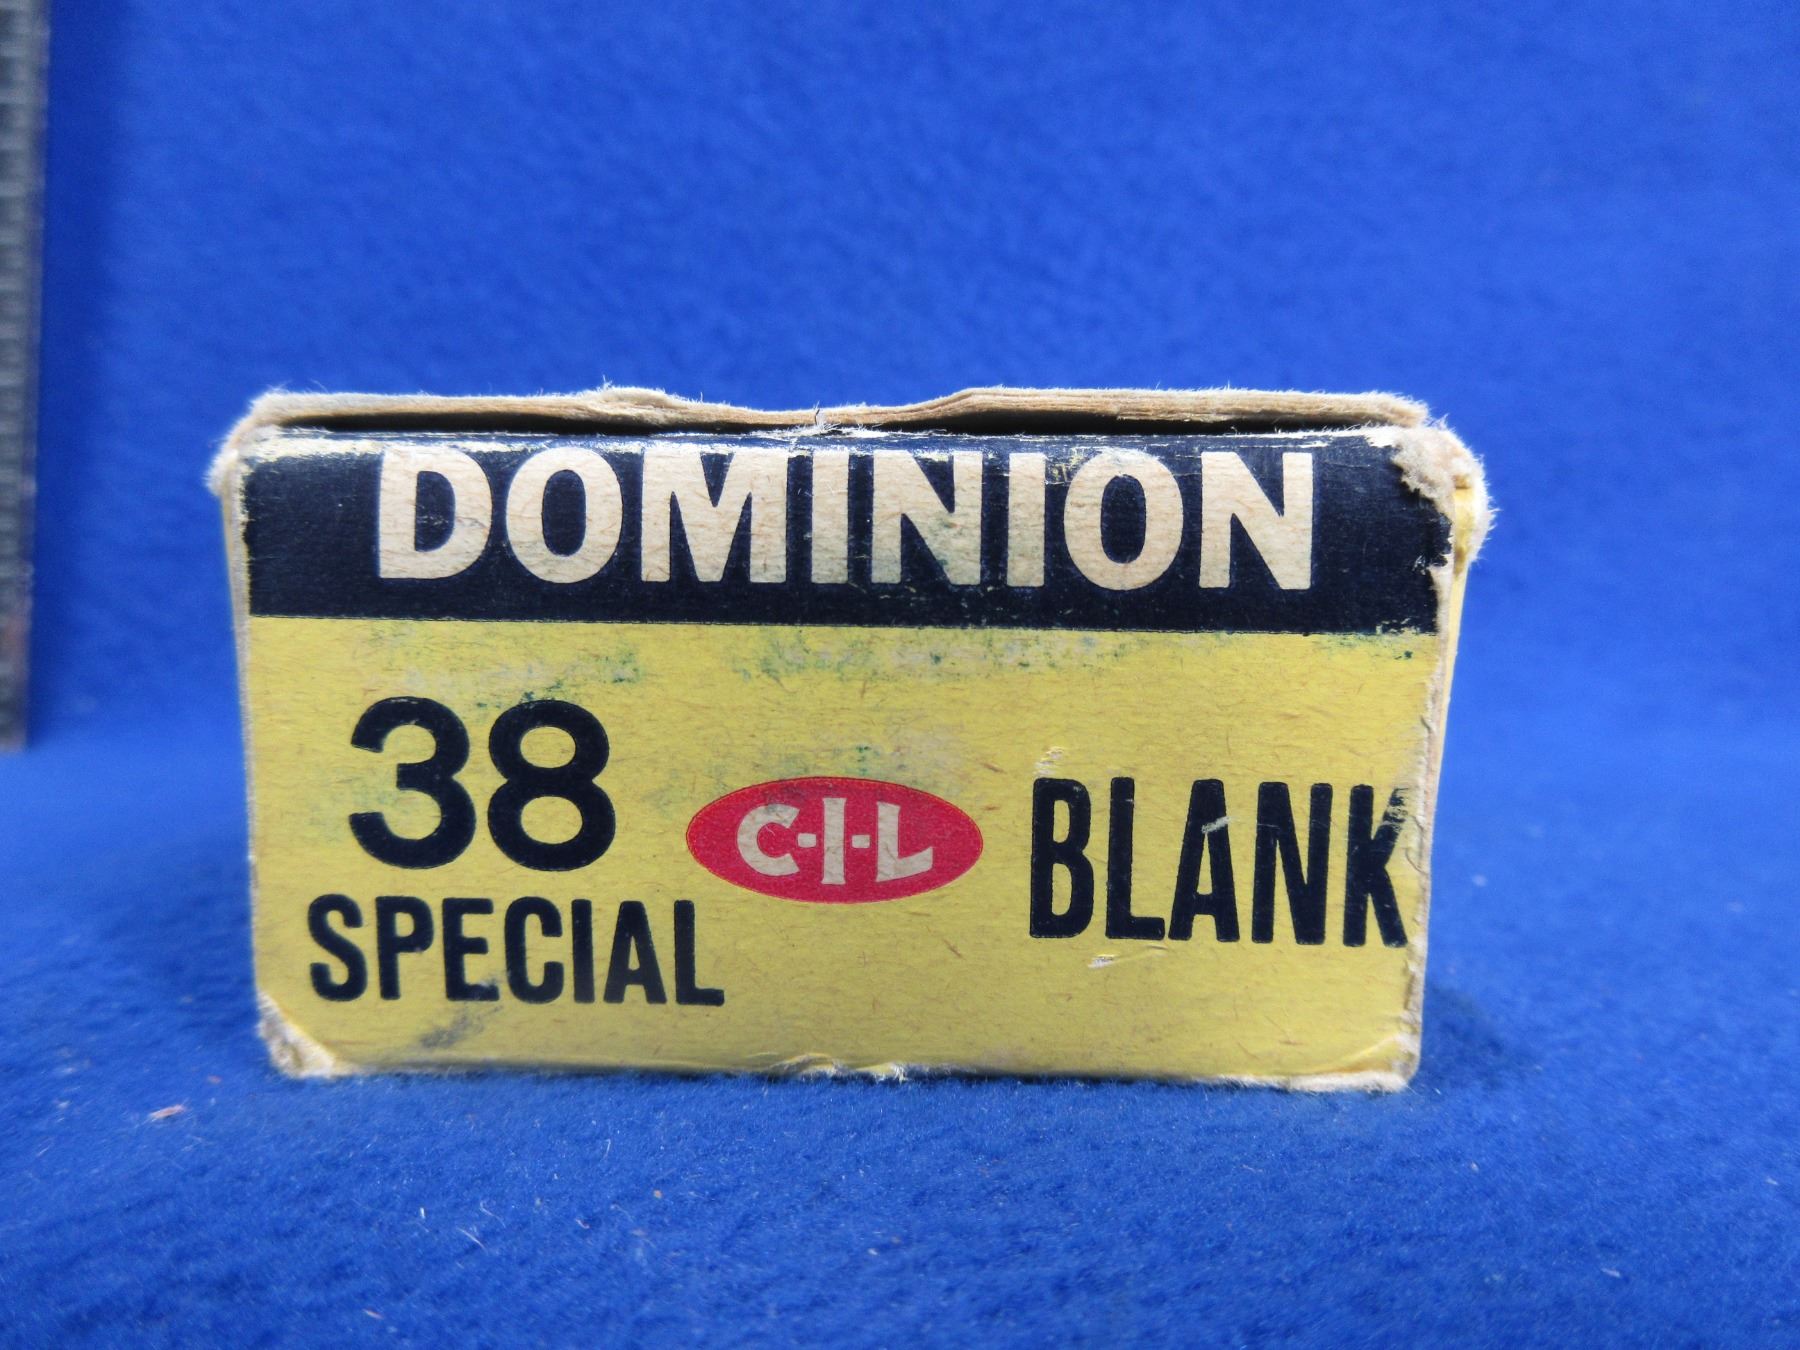 DOMINION
38
SPECIAL
C-I-L
BLANK